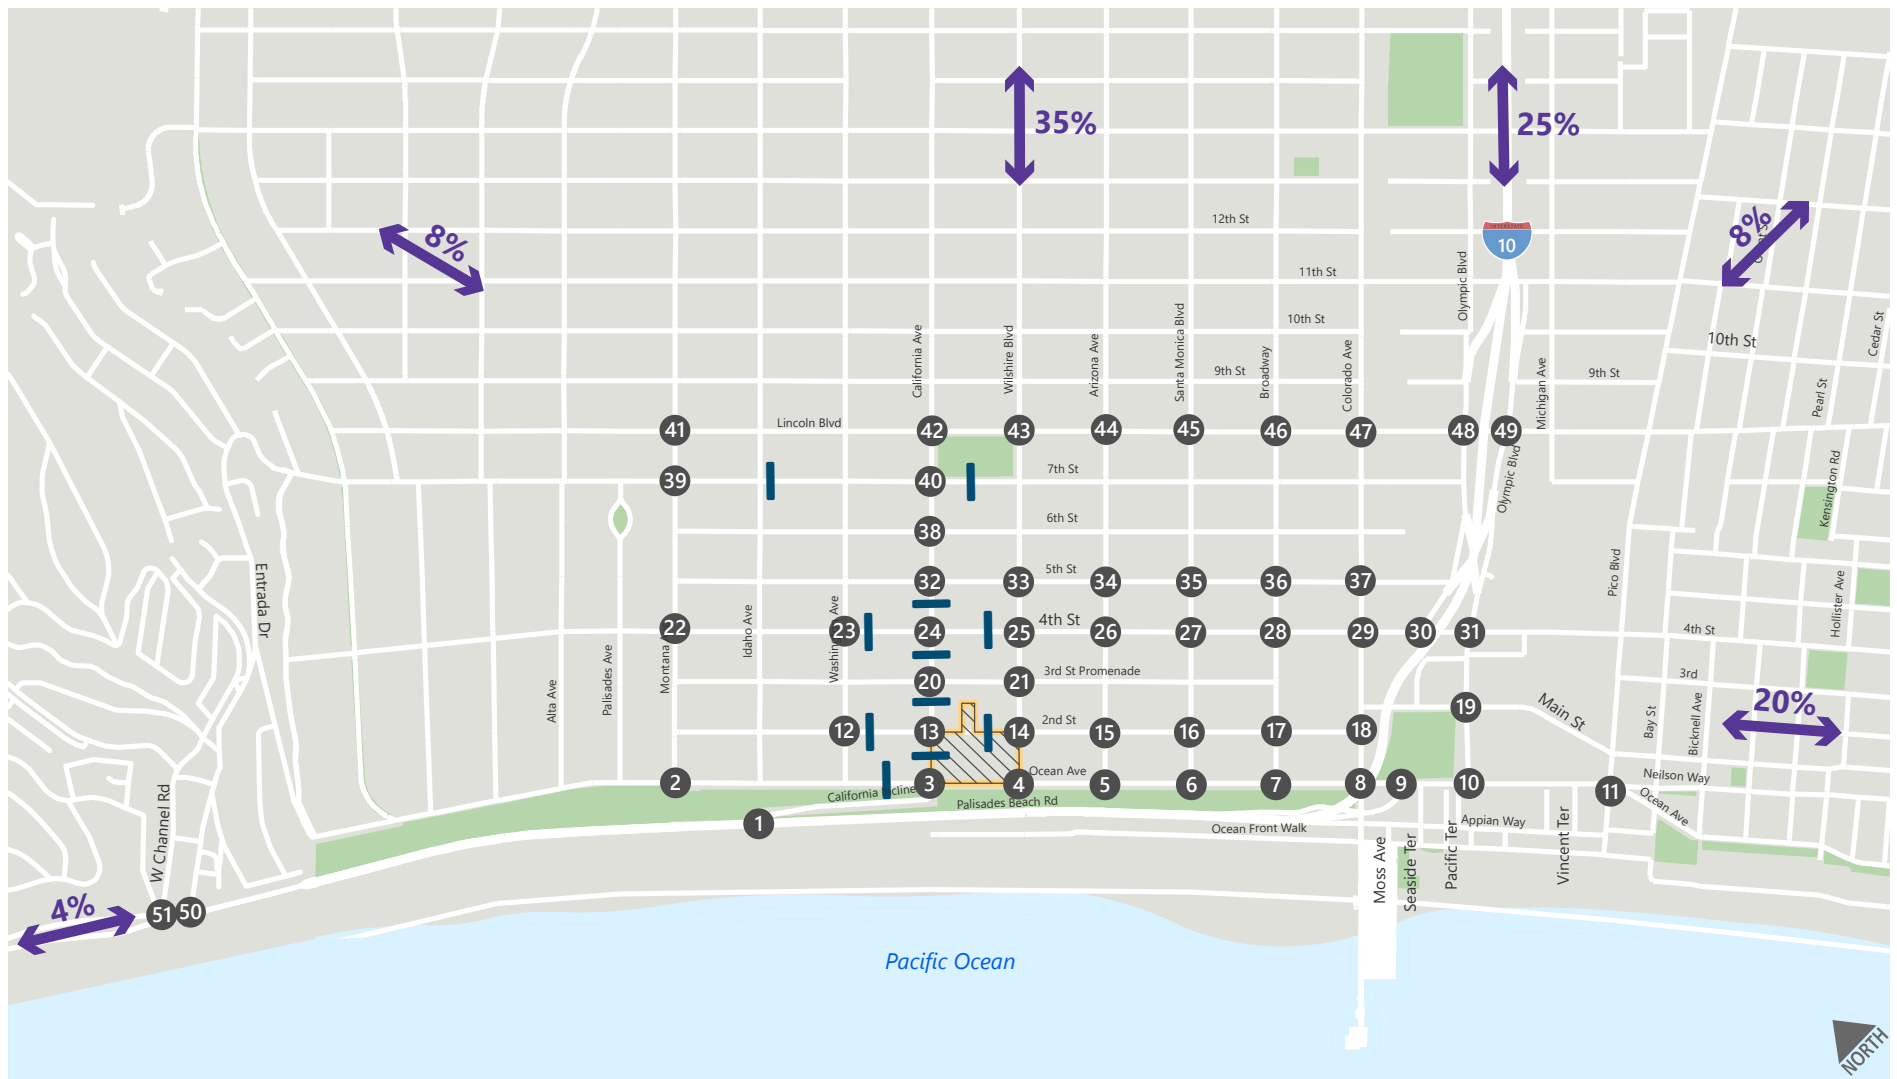 35%
25%
8%
8%
12th St
INTERSTATE
10
11th St
Olympic Blvd
10th St
10th St
Cedar St
California Ave
Wilshire Blvd
Arizona Ave
Santa Monica Blvd
Broadway
Colorado Ave
Michigan Ave
9th St
9th St
Pearl St
41
Lincoln Blvd
42
43
44
45
46
47
48
49
39
40
7th St
Olympic Blvd
Kensington Rd
38
6th St
Entrada Dr
32
33
5th St
34
35
36
37
Pico Blvd
Hollister Ave
22
Idaho Ave
23
24
25
4th St
26
27
28
29
30
31
4th St
Alta Ave
Palisades Ave
Montana
20
21
3rd St Promenade
3rd
19
Main St
Bay St
Bicknell Ave
20%
12
13
14
2nd St
15
16
17
18
2
3
4
Ocean Ave
5
6
7
8
9
10
11
Neilson Way
Ocean Ave
California Incline
Palisades Beach Rd
1
Ocean Front Walk
Appian Way
W Channel Rd
Moss Ave
Seaside Ter
Pacific Ter
Vincent Ter
4%
51
50
Pacific Ocean
NORTH